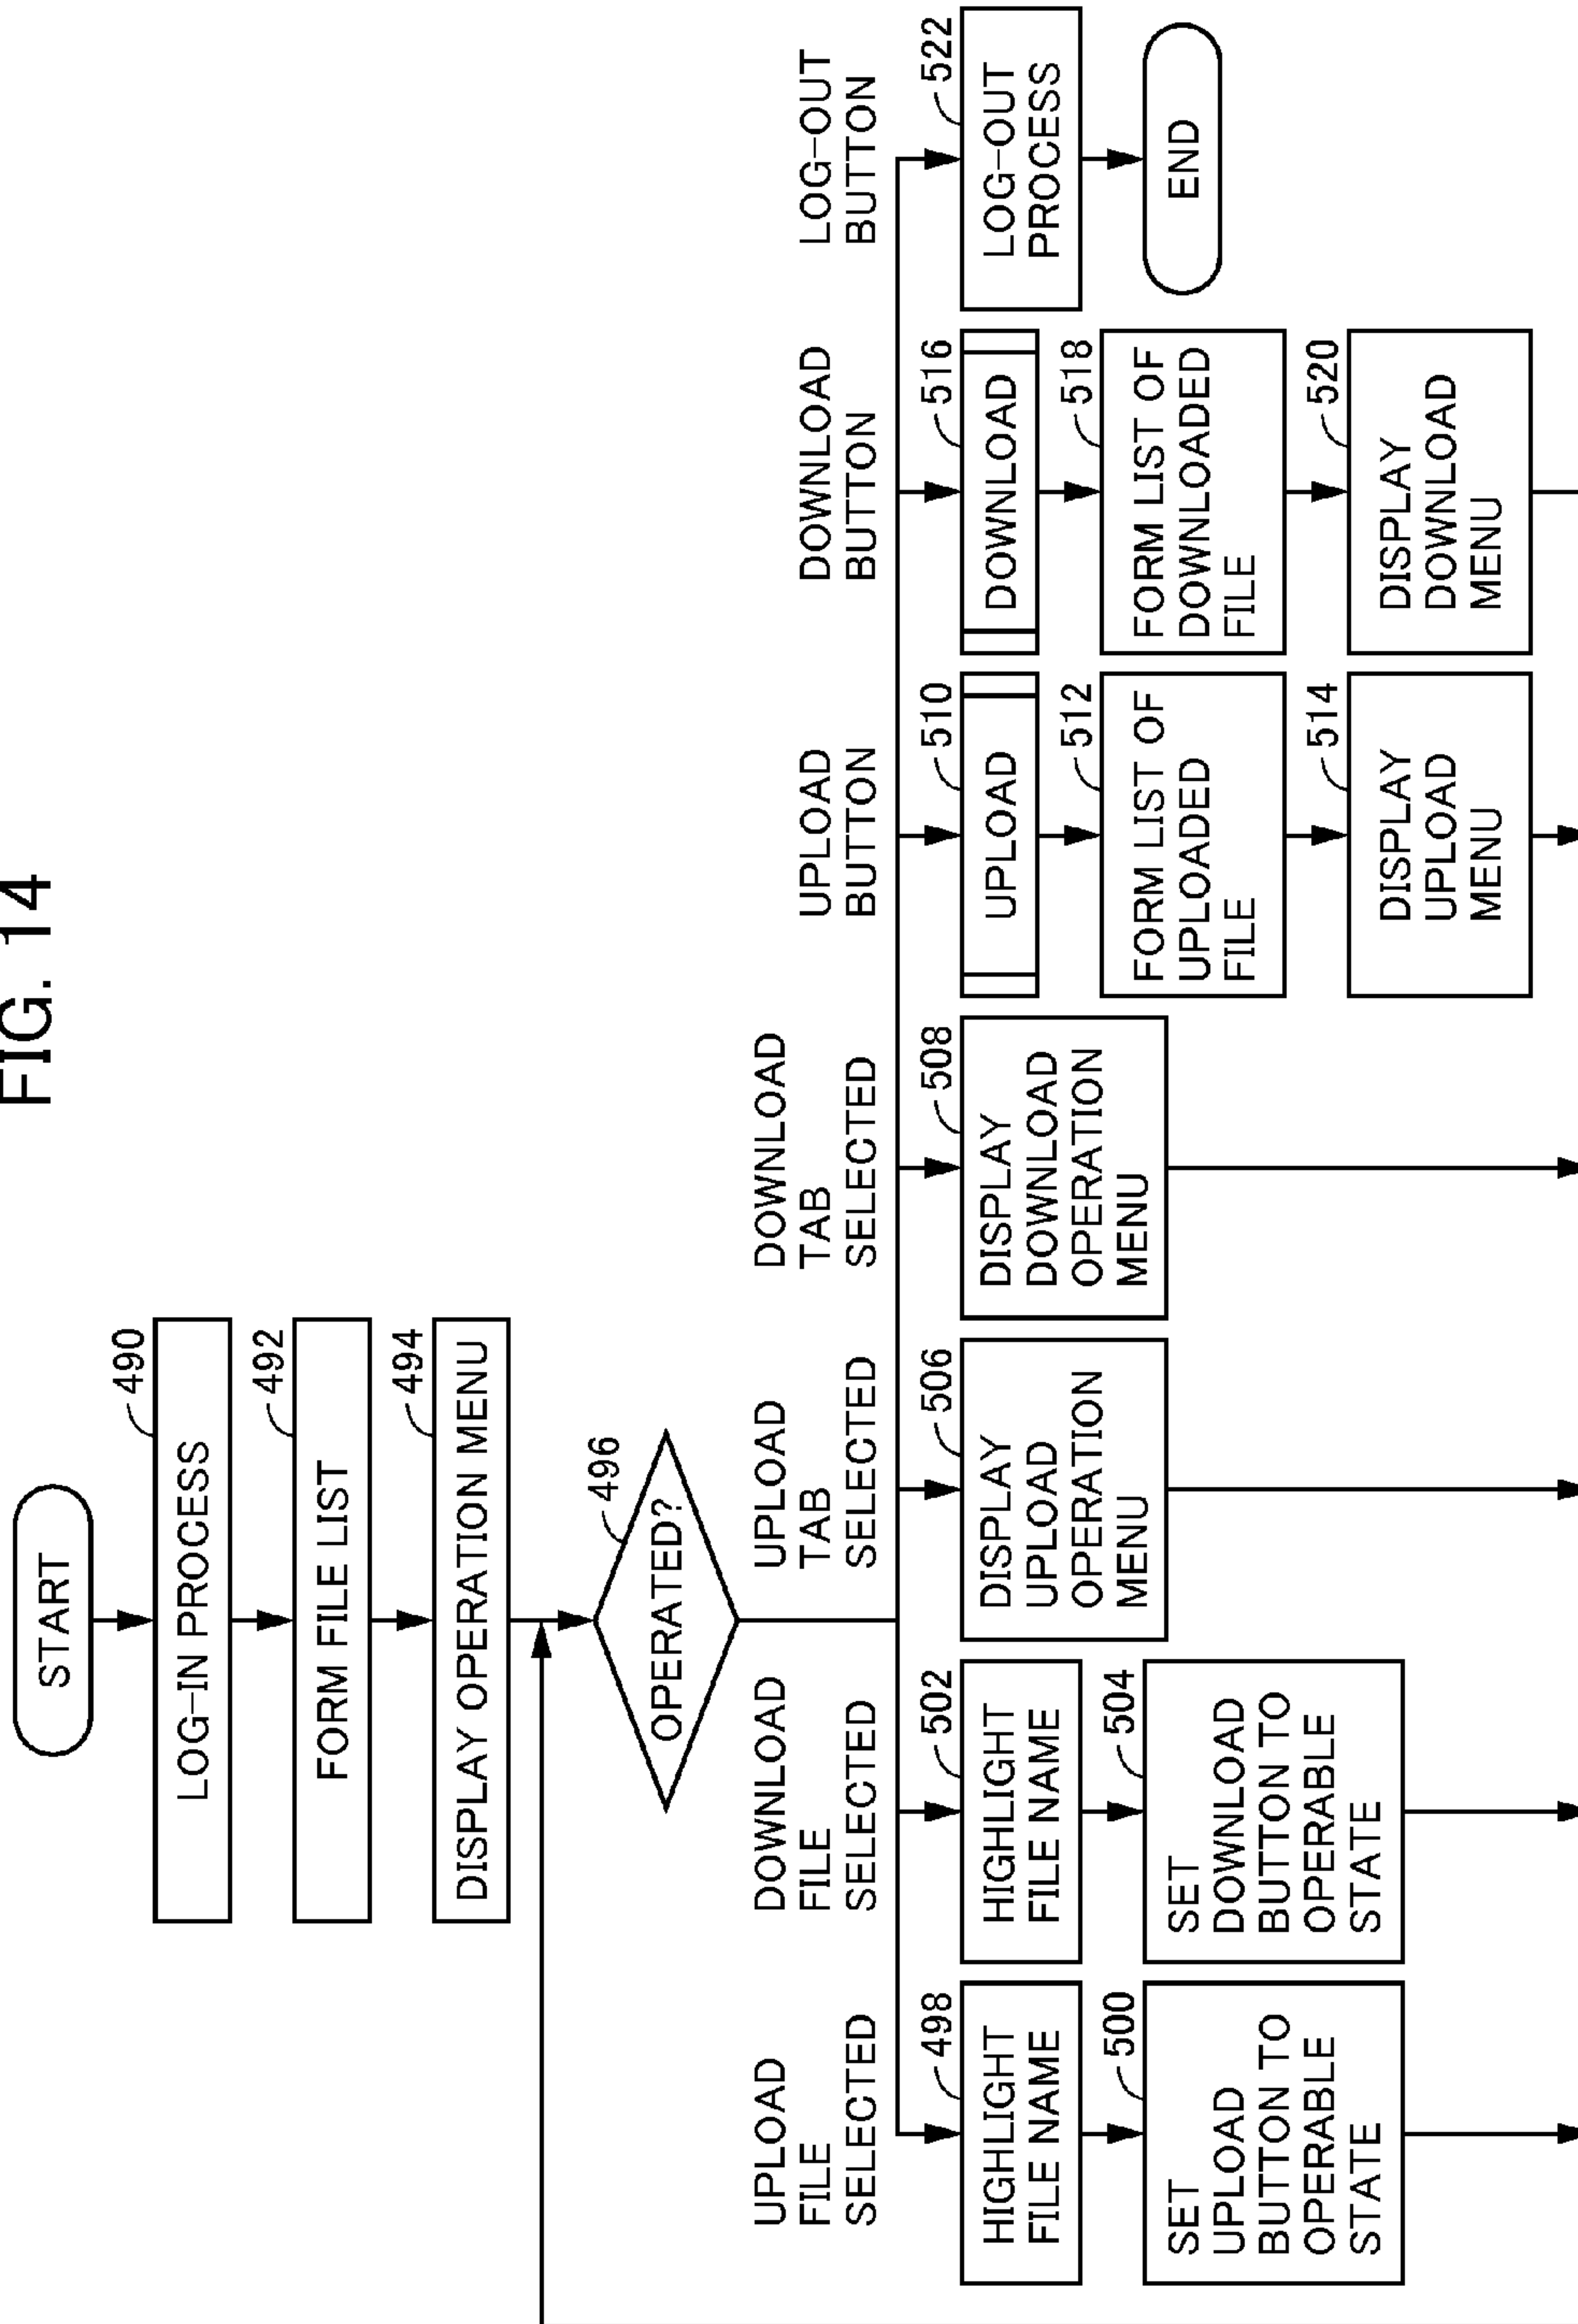 FIG. 14
START
490
LOG-IN PROCESS
492
FORM FILE LIST
494
DISPLAY OPERATION MENU
496
OPERATED?
UPLOAD
FILE
SELECTED
498
HIGHLIGHT
FILE NAME
500
SET
UPLOAD
BUTTON TO
OPERABLE
STATE
DOWNLOAD
FILE
SELECTED
502
HIGHLIGHT
FILE NAME
504
SET
DOWNLOAD
BUTTON TO
OPERABLE
STATE
UPLOAD
TAB
SELECTED
506
DISPLAY
UPLOAD
OPERATION
MENU
DOWNLOAD
TAB
SELECTED
508
DISPLAY
DOWNLOAD
OPERATION
MENU
UPLOAD
BUTTON
510
UPLOAD
512
FORM LIST OF
UPLOADED
FILE
514
DISPLAY
UPLOAD
MENU
DOWNLOAD
BUTTON
516
DOWNLOAD
518
FORM LIST OF
DOWNLOADED
FILE
520
DISPLAY
DOWNLOAD
MENU
LOG-OUT
BUTTON
522
LOG-OUT
PROCESS
END